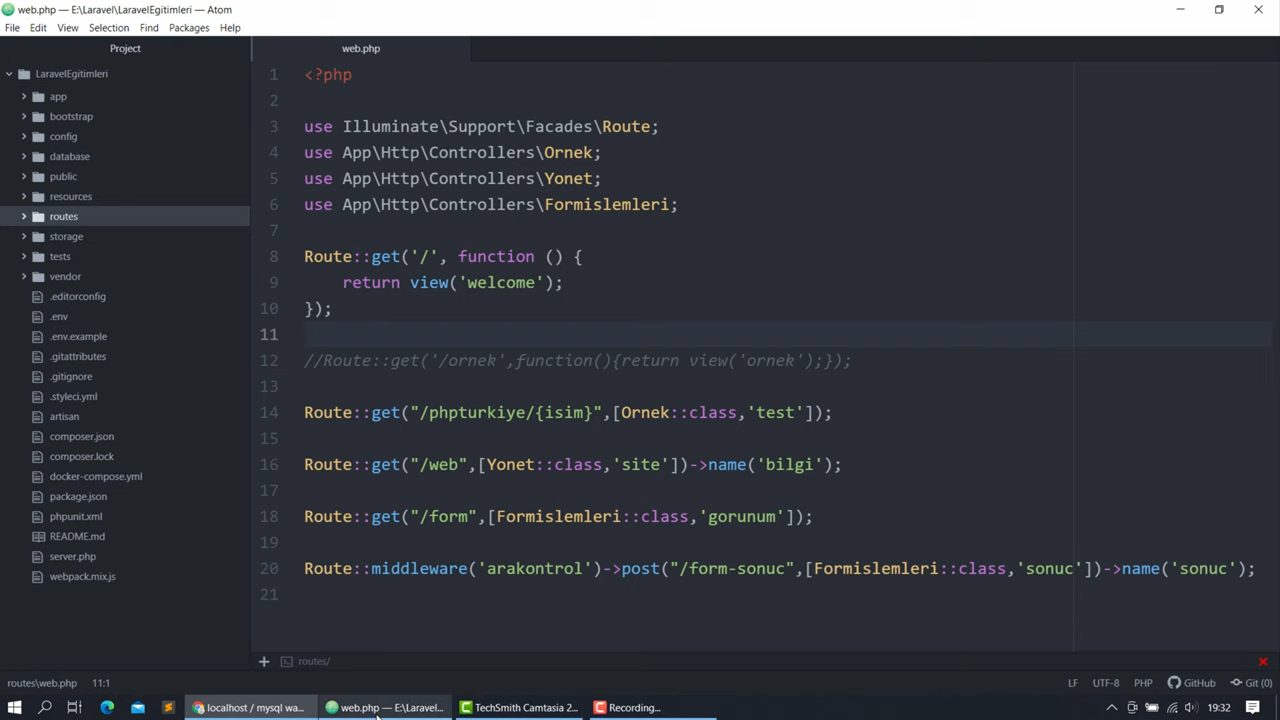 web.php — E:\Laravel\LaravelEgitimleri — Atom
File Edit View Selection Find Packages Help
Project
LaravelEgitimleri
app
bootstrap
config
database
public
resources
routes
storage
tests
vendor
.editorconfig
.env
.env.example
.gitattributes
.gitignore
.styleci.yml
artisan
composer.json
composer.lock
docker-compose.yml
package.json
phpunit.xml
README.md
server.php
webpack.mix.js
web.php
1 <?php
2
3 use Illuminate\Support\Facades\Route;
4 use App\Http\Controllers\Ornek;
5 use App\Http\Controllers\Yonet;
6 use App\Http\Controllers\Formislemleri;
7
8 Route::get('/', function () {
9 return view('welcome');
10 });
11
12 //Route::get('/ornek',function(){return view('ornek');});
13
14 Route::get("/phpturkiye/{isim}",[Ornek::class,'test']);
15
16 Route::get("/web",[Yonet::class,'site'])->name('bilgi');
17
18 Route::get("/form",[Formislemleri::class,'gorunum']);
19
20 Route::middleware('arakontrol')->post("/form-sonuc",[Formislemleri::class,'sonuc'])->name('sonuc');
21
routes/
routes\web.php 11:1 LF UTF-8 PHP GitHub Git (0)
localhost / mysql wa... web.php — E:\Laravel... TechSmith Camtasia 2... Recording... 19:32